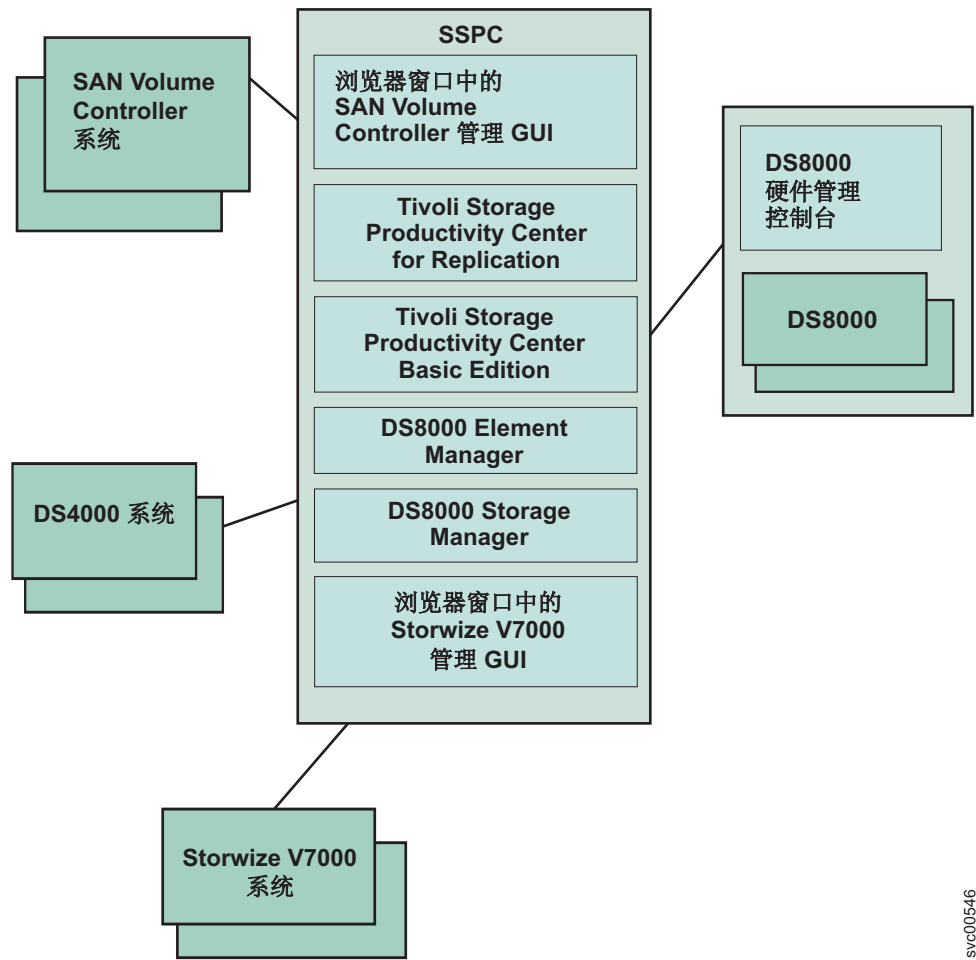 SSPC
SAN Volume
Controller
系统
浏览器窗口中的
SAN Volume
Controller 管理 GUI
Tivoli Storage
Productivity Center
for Replication
Tivoli Storage
Productivity Center
Basic Edition
DS8000 Element
Manager
DS8000 Storage
Manager
浏览器窗口中的
Storwize V7000
管理 GUI
DS8000
硬件管理
控制台
DS8000
DS4000 系统
Storwize V7000
系统
svc00546